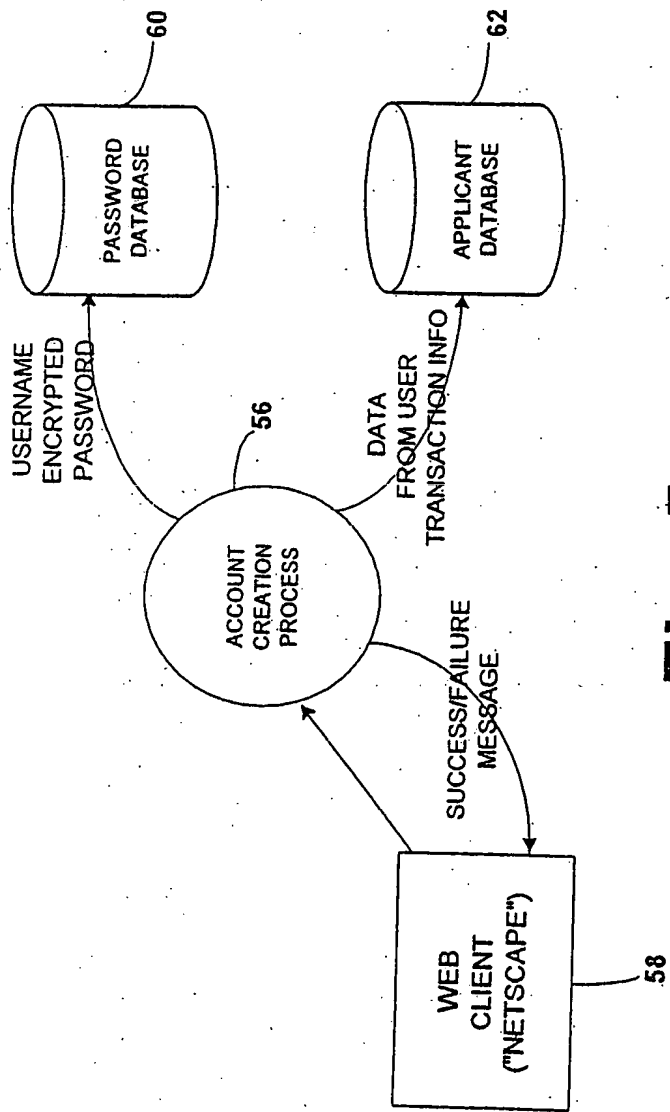 USERNAME
ENCRYPTED
PASSWORD
PASSWORD
DATABASE
60
ACCOUNT
CREATION
PROCESS
56
DATA
FROM USER
TRANSACTION INFO
APPLICANT
DATABASE
62
SUCCESS/FAILURE
MESSAGE
WEB
CLIENT
("NETSCAPE")
58